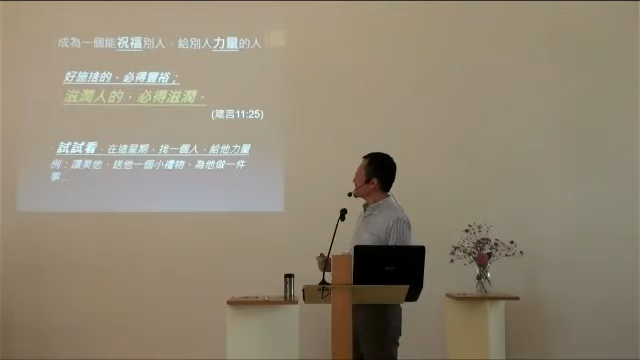 成為一個能祝福別人，給別人力量的人
好施捨的，必得豐裕；
滋潤人的，必得滋潤。
(箴言11:25)
試試看，在這星期，找一個人，給他力量
例：讚美他，送他一個小禮物，為他做一件
事…